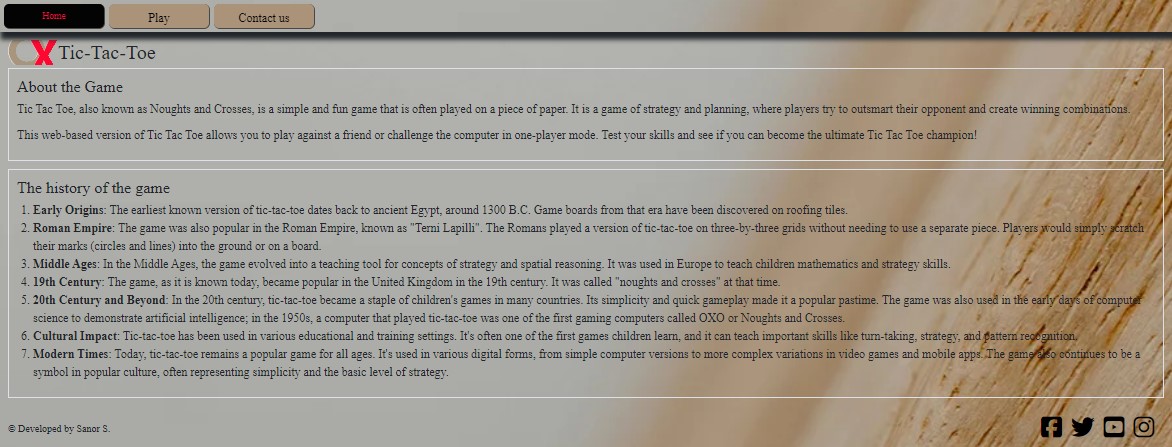 Home Play Contact us
OX Tic-Tac-Toe
About the Game
Tic Tac Toe, also known as Noughts and Crosses, is a simple and fun game that is often played on a piece of paper. It is a game of strategy and planning, where players try to outsmart their opponent and create winning combinations.
This web-based version of Tic Tac Toe allows you to play against a friend or challenge the computer in one-player mode. Test your skills and see if you can become the ultimate Tic Tac Toe champion!
The history of the game
1. Early Origins: The earliest known version of tic-tac-toe dates back to ancient Egypt, around 1300 B.C. Game boards from that era have been discovered on roofing tiles.
2. Roman Empire: The game was also popular in the Roman Empire, known as "Terni Lapilli". The Romans played a version of tic-tac-toe on three-by-three grids without needing to use a separate piece. Players would simply scratch
their marks (circles and lines) into the ground or on a board.
3. Middle Ages: In the Middle Ages, the game evolved into a teaching tool for concepts of strategy and spatial reasoning. It was used in Europe to teach children mathematics and strategy skills.
4. 19th Century: The game, as it is known today, became popular in the United Kingdom in the 19th century. It was called "noughts and crosses" at that time.
5. 20th Century and Beyond: In the 20th century, tic-tac-toe became a staple of children's games in many countries. Its simplicity and quick gameplay made it a popular pastime. The game was also used in the early days of computer
science to demonstrate artificial intelligence; in the 1950s, a computer that played tic-tac-toe was one of the first gaming computers called OXO or Noughts and Crosses.
6. Cultural Impact: Tic-tac-toe has been used in various educational and training settings. It's often one of the first games children learn, and it can teach important skills like turn-taking, strategy, and pattern recognition.
7. Modern Times: Today, tic-tac-toe remains a popular game for all ages. It's used in various digital forms, from simple computer versions to more complex variations in video games and mobile apps. The game also continues to be a
symbol in popular culture, often representing simplicity and the basic level of strategy.
© Developed by Sanor S.